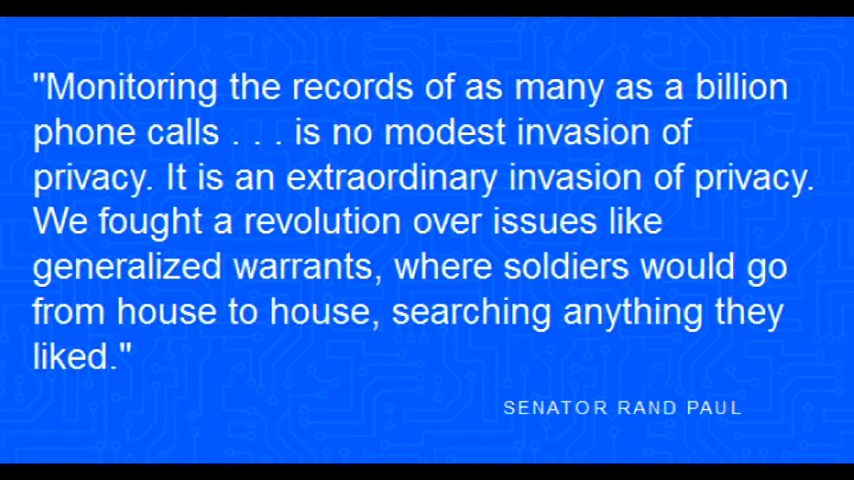 "Monitoring the records of as many as a billion
phone calls . . . is no modest invasion of
privacy. It is an extraordinary invasion of privacy.
We fought a revolution over issues like
generalized warrants, where soldiers would go
from house to house, searching anything they
liked."
SENATOR RAND PAUL